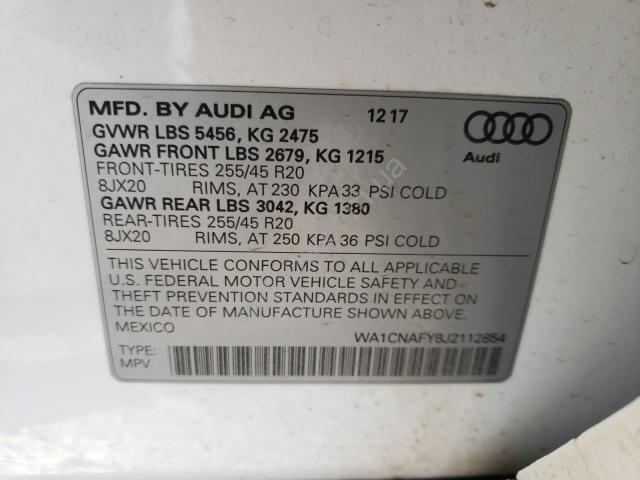 MFD. BY AUDI AG 12 17
GVWR LBS 5456, KG 2475
GAWR FRONT LBS 2679, KG 1215
FRONT-TIRES 255/45 R20
8JX20 RIMS, AT 230 KPA 33 PSI COLD
GAWR REAR LBS 3042, KG 1380
REAR-TIRES 255/45 R20
8JX20 RIMS, AT 250 KPA 36 PSI COLD
Audi
THIS VEHICLE CONFORMS TO ALL APPLICABLE
U.S. FEDERAL MOTOR VEHICLE SAFETY AND
THEFT PREVENTION STANDARDS IN EFFECT ON
THE DATE OF MANUFACTURE SHOWN ABOVE.
MEXICO
WA1CNAFY8J2112854
TYPE:
MPV